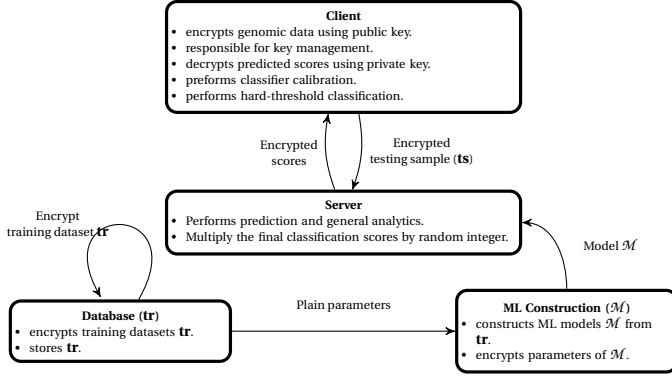 Client
• encrypts genomic data using public key.
• responsible for key management.
• decrypts predicted scores using private key.
• preforms classifier calibration.
• performs hard-threshold classification.
Encrypted
scores
Encrypted
testing sample (ts)
Server
• Performs prediction and general analytics.
• Multiply the final classification scores by random integer.
Encrypt
training dataset tr
Model ℳ
Plain parameters
Database (tr)
• encrypts training datasets tr.
• stores tr.
ML Construction (ℳ)
• constructs ML models ℳ from
tr.
• encrypts parameters of ℳ.